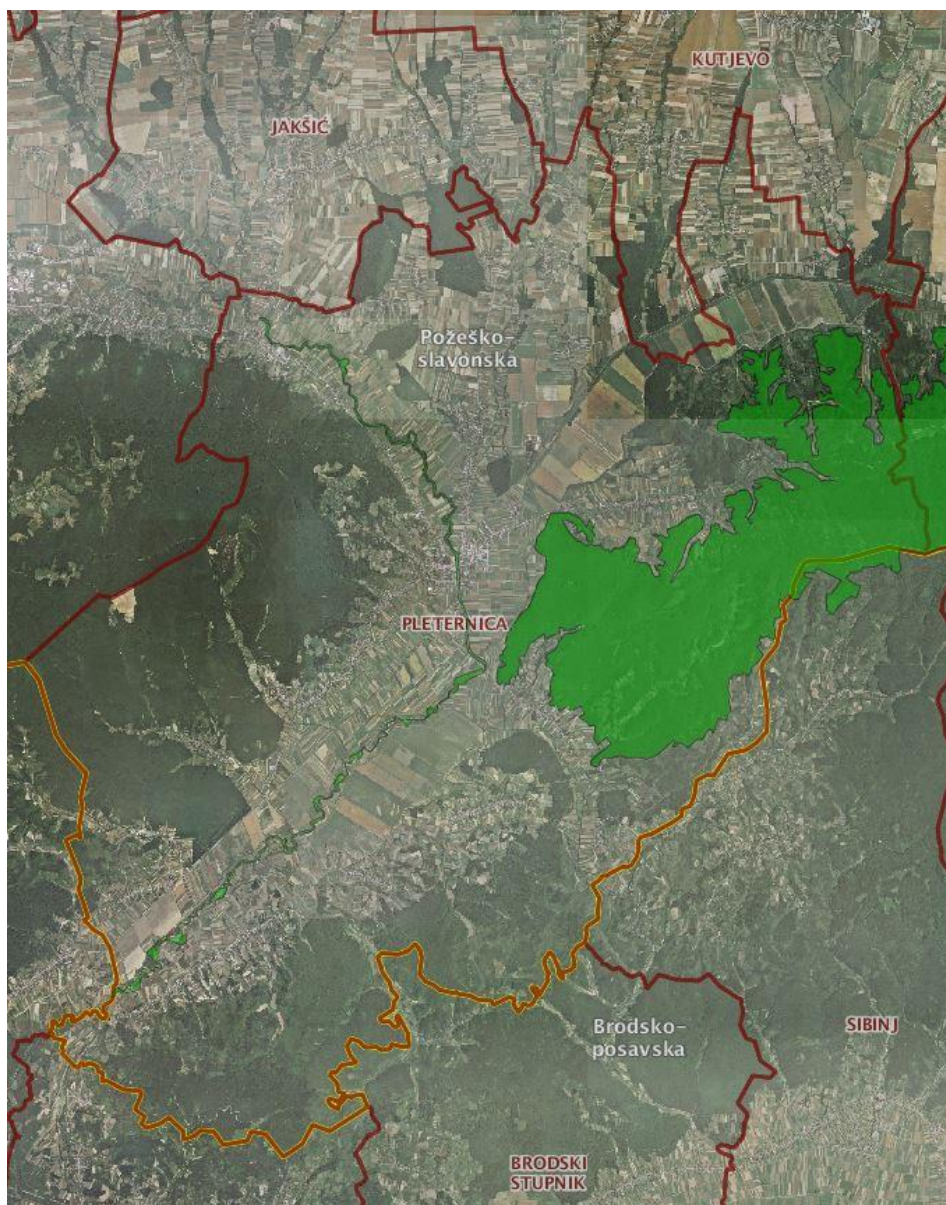 KUTJEVO
JAKŠIĆ
Požeško-
slavonska
PLETERNICA
Brodsko-
posavska
SIBINJ
BRODSKI
STUPNIK